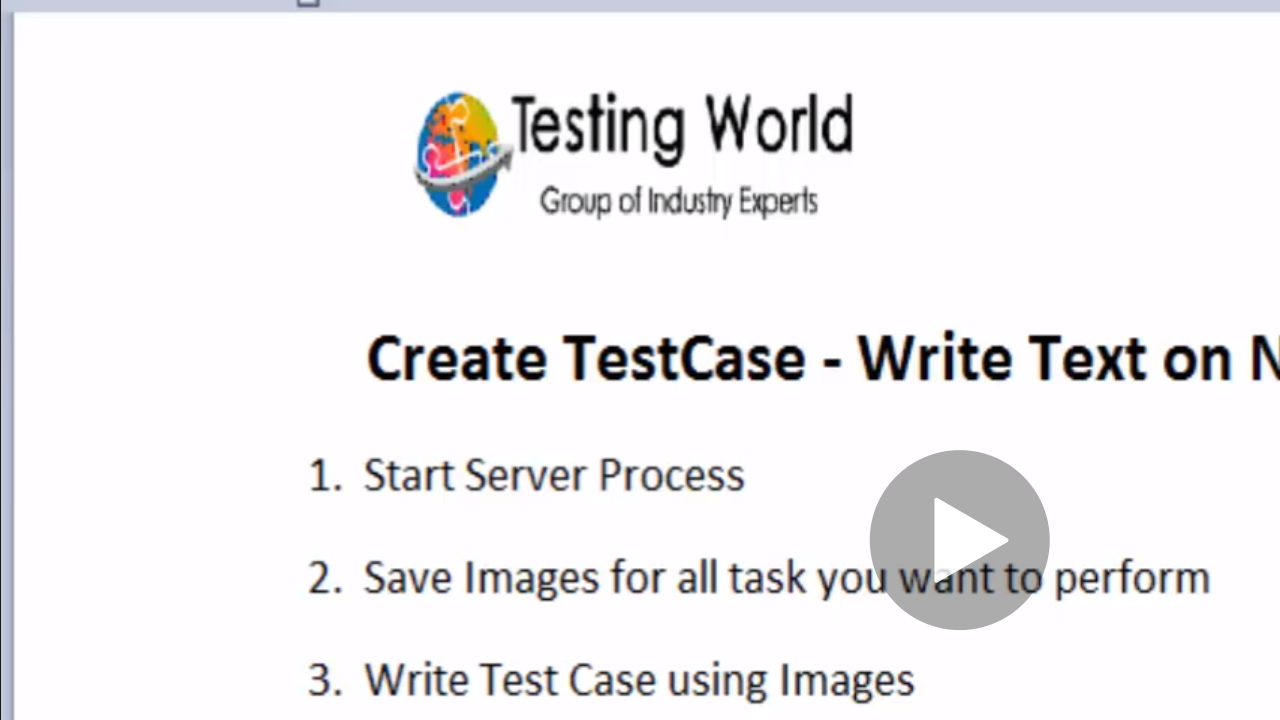 Testing World
Group of Industry Experts
Create TestCase - Write Text on
1. Start Server Process
2. Save Images for all task you want to perform
3. Write Test Case using Images